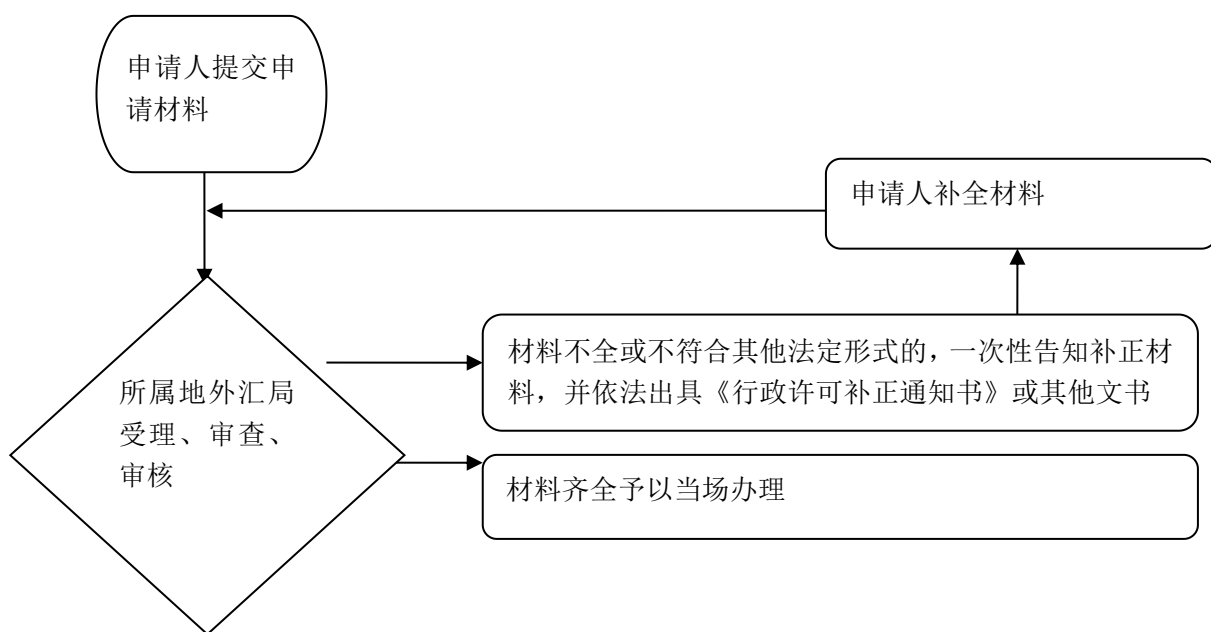 申请人提交申
请材料
申请人补全材料
材料不全或不符合其他法定形式的，一次性告知补正材
料，并依法出具《行政许可补正通知书》或其他文书
所属地外汇局
受理、审查、
审核
材料齐全予以当场办理